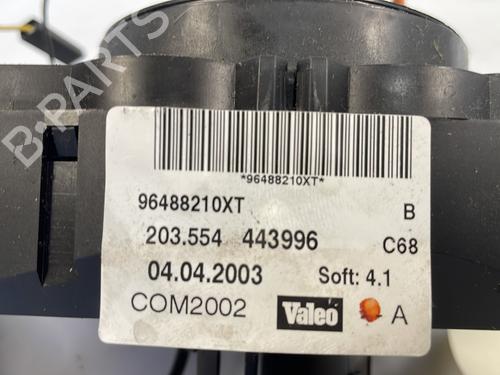 B-PARTS
*96488210XT*
96488210XT B
203.554 443996 C68
04.04.2003 Soft: 4.1
COM2002 Valeo A